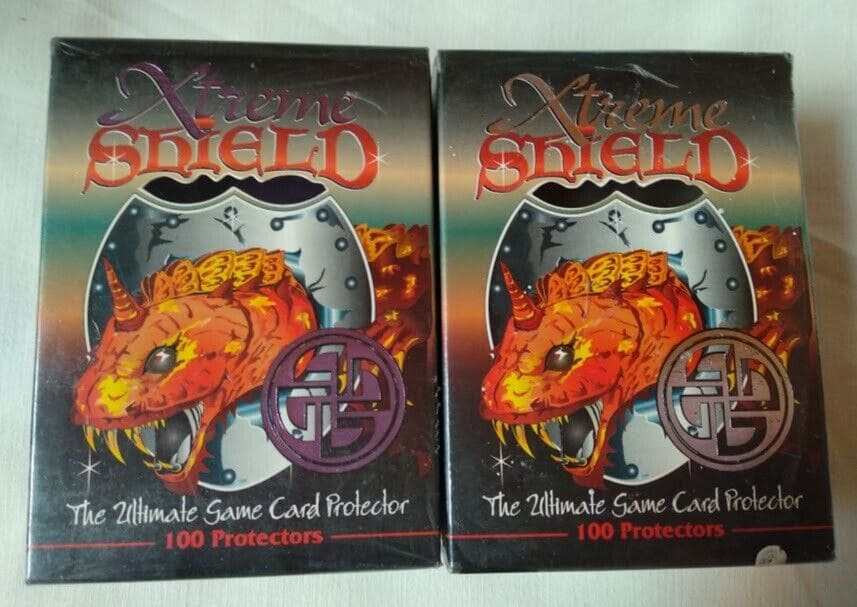 Xtreme
SHIELD
The Ultimate Game Card Protector
100 Protectors
Xtreme
SHIELD
The Ultimate Game Card Protector
100 Protectors